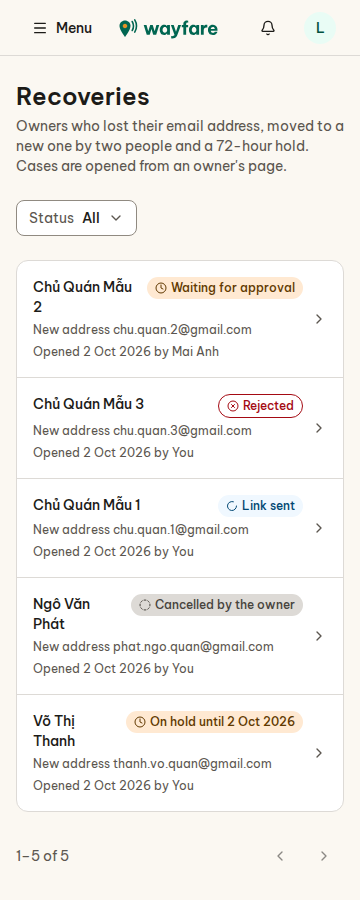 Menu
wayfare
L
Recoveries
Owners who lost their email address, moved to a
new one by two people and a 72-hour hold.
Cases are opened from an owner's page.
Status All
Chủ Quán Mẫu 2
Waiting for approval
New address chu.quan.2@gmail.com
Opened 2 Oct 2026 by Mai Anh
Chủ Quán Mẫu 3
Rejected
New address chu.quan.3@gmail.com
Opened 2 Oct 2026 by You
Chủ Quán Mẫu 1
Link sent
New address chu.quan.1@gmail.com
Opened 2 Oct 2026 by You
Ngô Văn Phát
Cancelled by the owner
New address phat.ngo.quan@gmail.com
Opened 2 Oct 2026 by You
Võ Thị Thanh
On hold until 2 Oct 2026
New address thanh.vo.quan@gmail.com
Opened 2 Oct 2026 by You
1–5 of 5